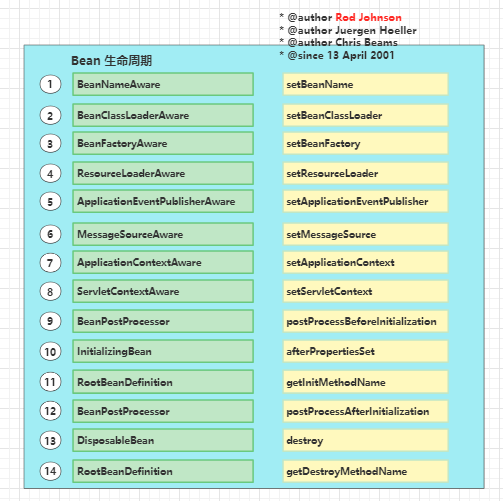 * @author Rod Johnson
* @author Juergen Hoeller
* @author Chris Beams
* @since 13 April 2001
Bean 生命周期
1 BeanNameAware setBeanName
2 BeanClassLoaderAware setBeanClassLoader
3 BeanFactoryAware setBeanFactory
4 ResourceLoaderAware setResourceLoader
5 ApplicationEventPublisherAware setApplicationEventPublisher
6 MessageSourceAware setMessageSource
7 ApplicationContextAware setApplicationContext
8 ServletContextAware setServletContext
9 BeanPostProcessor postProcessBeforeInitialization
10 InitializingBean afterPropertiesSet
11 RootBeanDefinition getInitMethodName
12 BeanPostProcessor postProcessAfterInitialization
13 DisposableBean destroy
14 RootBeanDefinition getDestroyMethodName